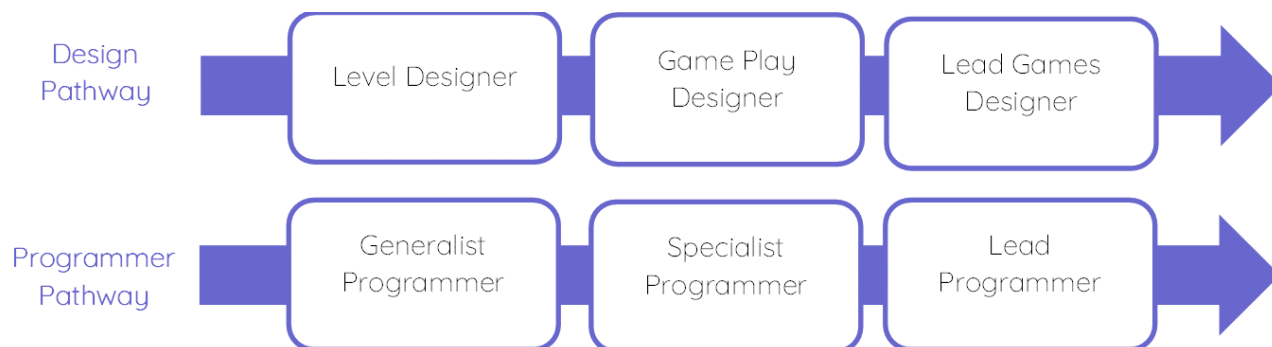 Design
Pathway
Level Designer
Game Play
Designer
Lead Games
Designer
Programmer
Pathway
Generalist
Programmer
Specialist
Programmer
Lead
Programmer